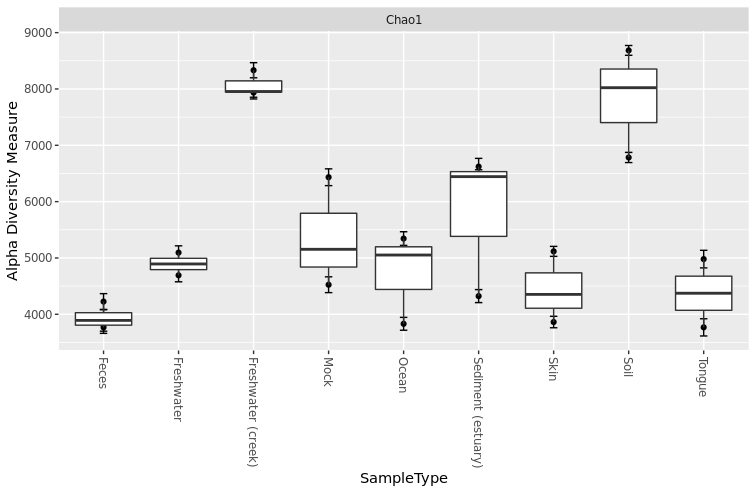 Chao1
Alpha Diversity Measure
9000
8000
7000
6000
5000
4000
Feces
Freshwater
Freshwater (creek)
Mock
Ocean
Sediment (estuary)
Skin
Soil
Tongue
SampleType